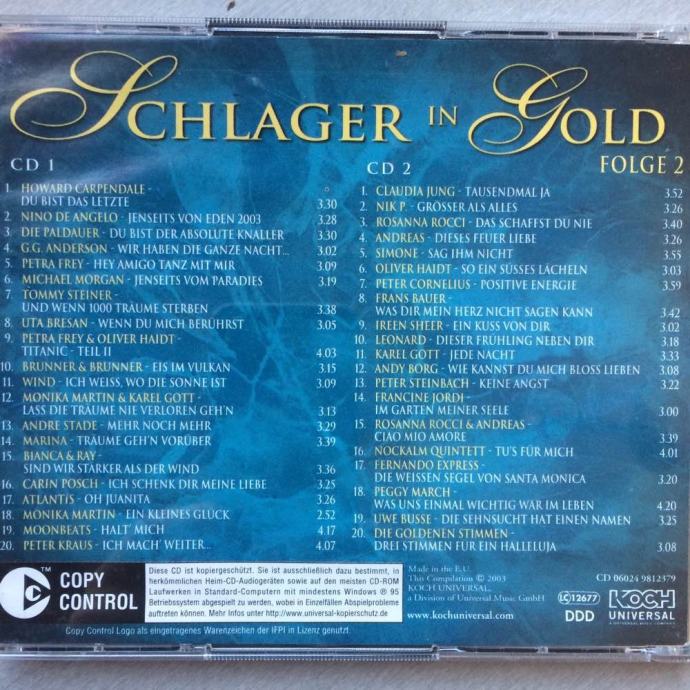 SCHLAGER IN GOLD
FOLGE 2
CD 1
1. HOWARD CARPENDALE -
DU BIST DAS LETZTE 3.30
2. NINO DE ANGELO - JENSEITS VON EDEN 2003 3.28
3. DIE PALDAUER - DU BIST DER ABSOLUTE KNALLER 3.30
4. G.G. ANDERSON - WIR HABEN DIE GANZE NACHT... 3.02
5. PETRA FREY - HEY AMIGO TANZ MIT MIR 3.09
6. MICHAEL MORGAN - JENSEITS VOM PARADIES 3.19
7. TOMMY STEINER -
UND WENN 1000 TRÄUME STERBEN 3.38
8. UTA BRESAN - WENN DU MICH BERÜHRST 3.05
9. PETRA FREY & OLIVER HAIDT -
TITANIC - TEIL II 4.03
10. BRUNNER & BRUNNER - EIS IM VULKAN 3.15
11. WIND - ICH WEISS, WO DIE SONNE IST 3.09
12. MONIKA MARTIN & KAREL GOTT -
LASS DIE TRÄUME NIE VERLOREN GEH'N 3.13
13. ANDRE STADE - MEHR NOCH MEHR 3.29
14. MARINA - TRÄUME GEH'N VORÜBER 3.39
15. BIANCA & RAY -
SIND WIR STÄRKER ALS DER WIND 3.36
16. CARIN POSCH - ICH SCHENK DIR MEINE LIEBE 3.25
17. ATLANTIS - OH JUANITA 3.26
18. MONIKA MARTIN - EIN KLEINES GLÜCK 2.52
19. MOONBEATS - HALT' MICH 4.17
20. PETER KRAUS - ICH MACH' WEITER... 4.07
CD 2
1. CLAUDIA JUNG - TAUSENDMAL JA 3.52
2. NIK P. - GRÖSSER ALS ALLES 3.26
3. ROSANNA ROCCI - DAS SCHAFFST DU NIE 3.40
4. ANDREAS - DIESES FEUER LIEBE 3.26
5. SIMONE - SAG IHM NICHT 3.55
6. OLIVER HAIDT - SO EIN SÜSSES LÄCHELN 3.03
7. PETER CORNELIUS - POSITIVE ENERGIE 3.59
8. FRANS BAUER -
WAS DIR MEIN HERZ NICHT SAGEN KANN 3.42
9. IREEN SHEER - EIN KUSS VON DIR 3.02
10. LEONARD - DIESER FRÜHLING NEBEN DIR 3.18
11. KAREL GOTT - JEDE NACHT 3.33
12. ANDY BORG - WIE KANNST DU MICH BLOSS LIEBEN 3.08
13. PETER STEINBACH - KEINE ANGST 3.22
14. FRANCINE JORDI -
IM GARTEN MEINER SEELE 3.00
15. ROSANNA ROCCI & ANDREAS -
CIAO MIO AMORE 3.39
16. NOCKALM QUINTETT - TU'S FÜR MICH 4.01
17. FERNANDO EXPRESS -
DIE WEISSEN SEGEL VON SANTA MONICA 3.20
18. PEGGY MARCH -
WAS UNS EINMAL WICHTIG WAR IM LEBEN 4.20
19. UWE BUSSE - DIE SEHNSUCHT HAT EINEN NAMEN 3.25
20. DIE GOLDENEN STIMMEN -
DREI STIMMEN FÜR EIN HALLELUJA 3.08
COPY
CONTROL
Diese CD ist kopiergeschützt. Sie ist ausschließlich dazu bestimmt, in
herkömmlichen Heim-CD-Audiogeräten sowie auf den meisten CD-ROM
Laufwerken in Standard-Computern mit mindestens Windows ® 95
Betriebssystem abgespielt zu werden, wobei in Einzelfällen Abspielprobleme
auftreten können. Mehr Infos unter http://www.universal-kopierschutz.de
Copy Control Logo als eingetragenes Warenzeichen der IFPI in Lizenz genutzt.
Made in the E.U.
This Compilation ℗ 2003
KOCH UNIVERSAL,
a Division of Universal Music GmbH
www.kochuniversal.com
CD 06024 9812379
LC 12677
DDD
KOCH
UNIVERSAL